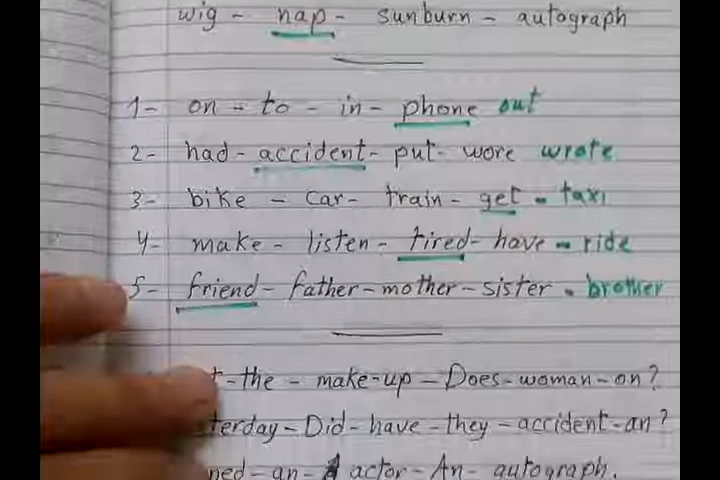 wig - nap - sunburn - autograph
1- on - to - in - phone out
2- had - accident - put - wore wrote
3- bike - car - train - get - taxi
4- make - listen - tired - have - ride
5- friend - father - mother - sister - brother
-the - make-up - Does - woman - on?
Did - have - they - accident - an?
an - actor - An - autograph.